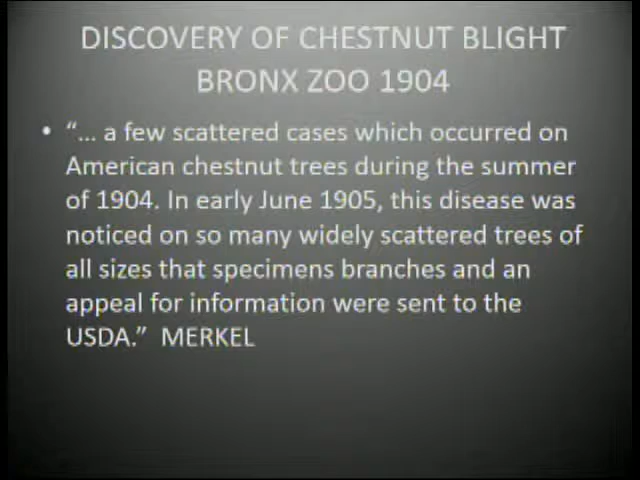 DISCOVERY OF CHESTNUT BLIGHT
BRONX ZOO 1904
• “... a few scattered cases which occurred on
American chestnut trees during the summer
of 1904. In early June 1905, this disease was
noticed on so many widely scattered trees of
all sizes that specimens branches and an
appeal for information were sent to the
USDA.” MERKEL